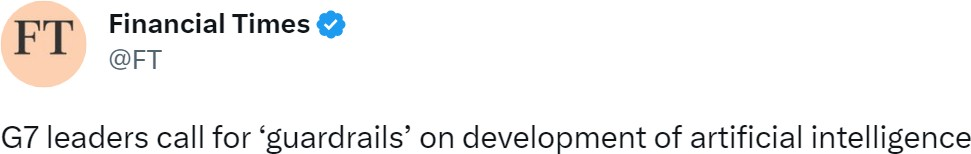 FT
Financial Times
@FT
G7 leaders call for ‘guardrails’ on development of artificial intelligence